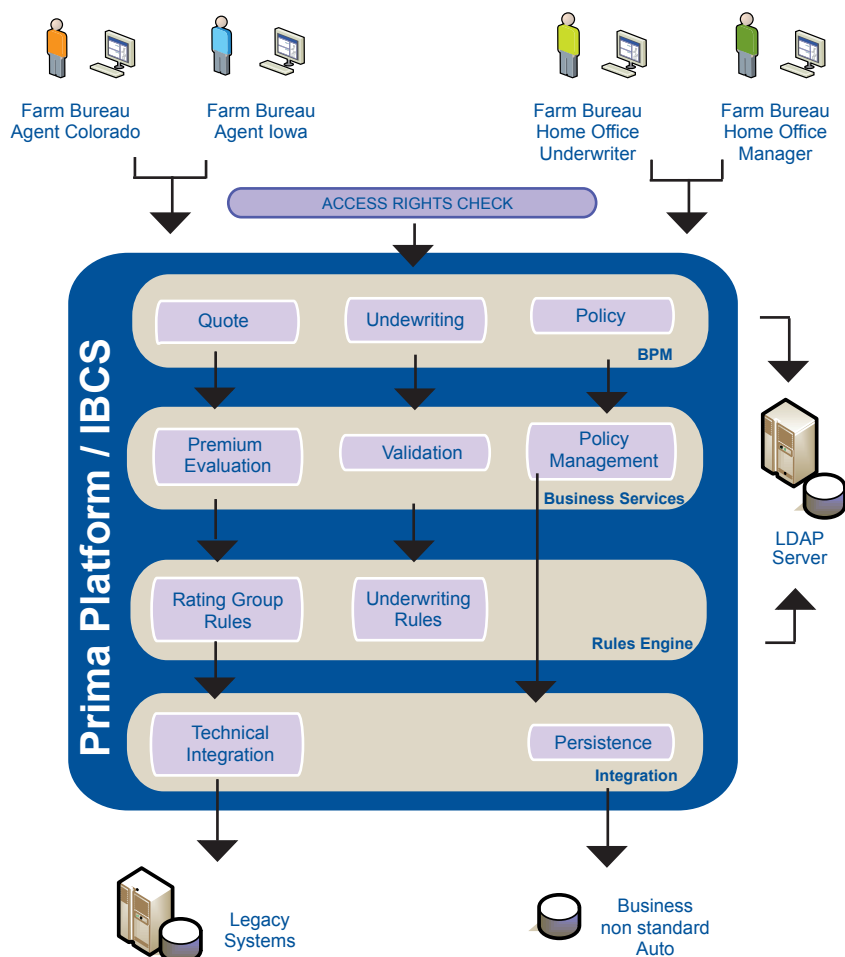 Farm Bureau
Agent Colorado
Farm Bureau
Agent Iowa
Farm Bureau
Home Office
Underwriter
Farm Bureau
Home Office
Manager
ACCESS RIGHTS CHECK
Prima Platform / IBCS
Quote
Undewriting
Policy
BPM
Premium
Evaluation
Validation
Policy
Management
Business Services
LDAP
Server
Rating Group
Rules
Underwriting
Rules
Rules Engine
Technical
Integration
Persistence
Integration
Legacy
Systems
Business
non standard
Auto